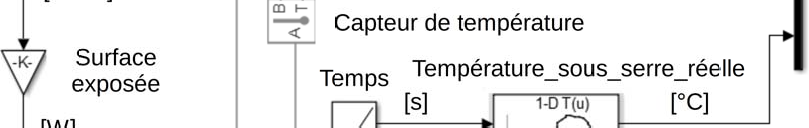 B T
A
Capteur de température
-K-
Surface
exposée
Temps
Température_sous_serre_réelle
[s]
1-D T(u)
[°C]
[W]